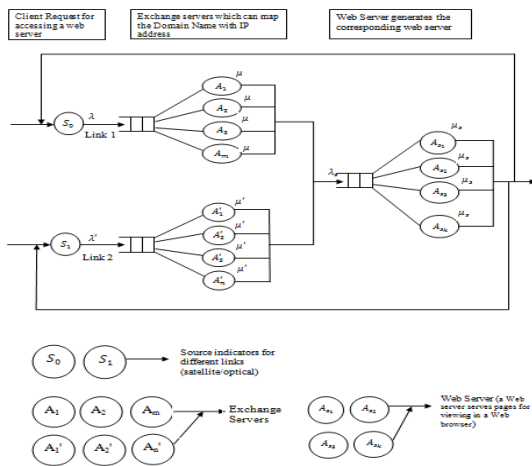 Client Request for
accessing a web
server
Exchange servers which can map
the Domain Name with IP
address
Web Server generates the
corresponding web server
S₀
λ
Link 1
A₁
μ
A₂
μ
A₃
μ
Aₘ
μ
S₁
λ'
Link 2
A'₁
μ'
A'₂
μ'
A'₃
μ'
A'ₙ
μ'
λₛ
Aₛ₁
μₛ
Aₛ₂
μₛ
Aₛ₃
μₛ
Aₛₖ
μₛ
S₀
S₁
Source indicators for
different links
(satellite/optical)
A₁
A₂
Aₘ
A₁'
A₂'
Aₙ'
Exchange
Servers
Aₛ₁
Aₛ₂
Aₛ₃
Aₛₖ
Web Server (a Web
server serves pages for
viewing in a Web
browser)